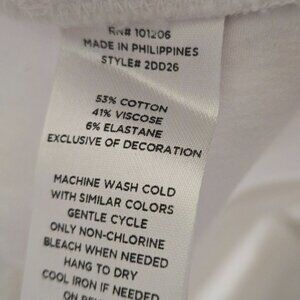 RN# 101206
MADE IN PHILIPPINES
STYLE# 2DD26
53% COTTON
41% VISCOSE
6% ELASTANE
EXCLUSIVE OF DECORATION
MACHINE WASH COLD
WITH SIMILAR COLORS
GENTLE CYCLE
ONLY NON-CHLORINE
BLEACH WHEN NEEDED
HANG TO DRY
COOL IRON IF NEEDED
ON